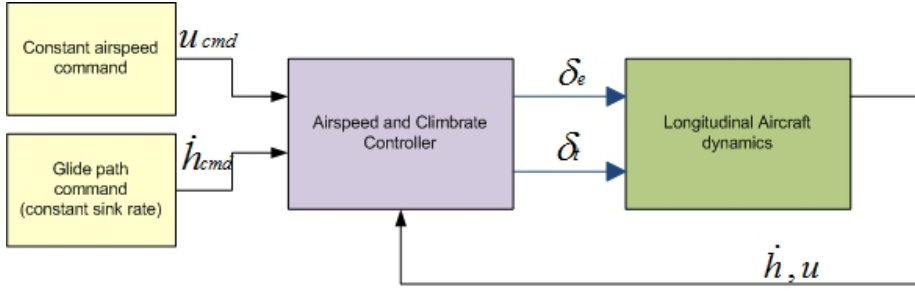 Constant airspeed
command
u cmd
Glide path
command
(constant sink rate)
ḣcmd
Airspeed and Climbrate
Controller
δe
δt
Longitudinal Aircraft
dynamics
ḣ , u